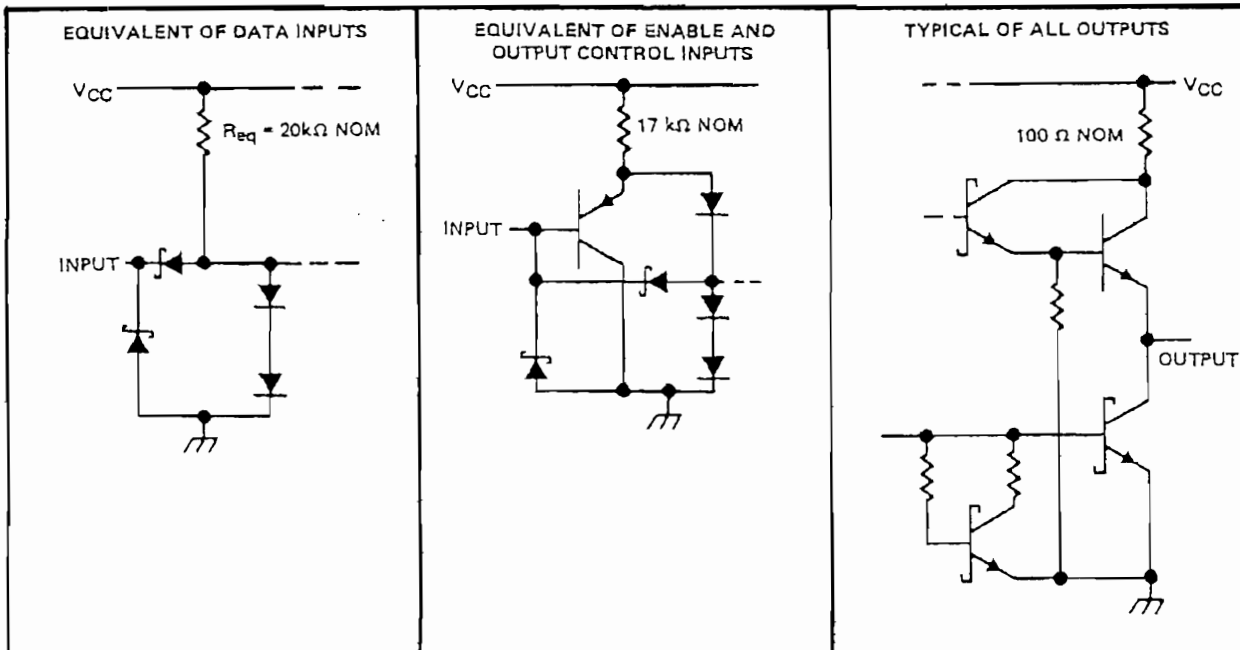 EQUIVALENT OF DATA INPUTS
VCC
Req = 20kΩ NOM
INPUT
EQUIVALENT OF ENABLE AND
OUTPUT CONTROL INPUTS
VCC
17 kΩ NOM
INPUT
TYPICAL OF ALL OUTPUTS
VCC
100 Ω NOM
OUTPUT